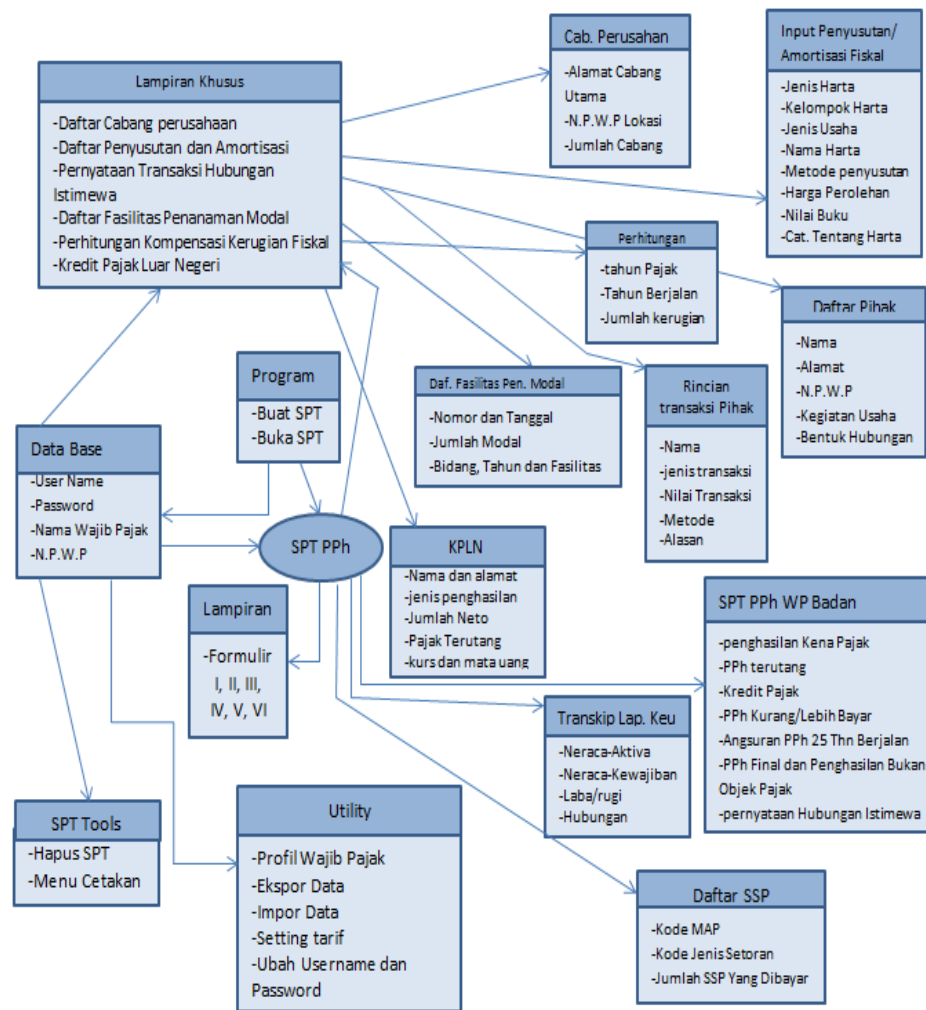 Lampiran Khusus
-Daftar Cabang perusahaan
-Daftar Penyusutan dan Amortisasi
-Pernyataan Transaksi Hubungan
Istimewa
-Daftar Fasilitas Penanaman Modal
-Perhitungan Kompensasi Kerugian Fiskal
-Kredit Pajak Luar Negeri
Cab. Perusahan
-Alamat Cabang
Utama
-N.P.W.P Lokasi
-Jumlah Cabang
Input Penyusutan/
Amortisasi Fiskal
-Jenis Harta
-Kelompok Harta
-Jenis Usaha
-Nama Harta
-Metode penyusutan
-Harga Perolehan
-Nilai Buku
-Cat. Tentang Harta
Perhitungan
-tahun Pajak
-Tahun Berjalan
-Jumlah kerugian
Daftar Pihak
-Nama
-Alamat
-N.P.W.P
-Kegiatan Usaha
-Bentuk Hubungan
Program
-Buat SPT
-Buka SPT
Daf. Fasilitas Pen. Modal
-Nomor dan Tanggal
-Jumlah Modal
-Bidang, Tahun dan Fasilitas
Rincian
transaksi Pihak
-Nama
-jenis transaksi
-Nilai Transaksi
-Metode
-Alasan
Data Base
-User Name
-Password
-Nama Wajib Pajak
-N.P.W.P
SPT PPh
KPLN
-Nama dan alamat
-jenis penghasilan
-Jumlah Neto
-Pajak Terutang
-kurs dan mata uang
Lampiran
-Formulir
I, II, III,
IV, V, VI
SPT PPh WP Badan
-penghasilan Kena Pajak
-PPh terutang
-Kredit Pajak
-PPh Kurang/Lebih Bayar
-Angsuran PPh 25 Thn Berjalan
-PPh Final dan Penghasilan Bukan
Objek Pajak
-pernyataan Hubungan Istimewa
Transkip Lap. Keu
-Neraca-Aktiva
-Neraca-Kewajiban
-Laba/rugi
-Hubungan
SPT Tools
-Hapus SPT
-Menu Cetakan
Utility
-Profil Wajib Pajak
-Ekspor Data
-Impor Data
-Setting tarif
-Ubah Username dan
Password
Daftar SSP
-Kode MAP
-Kode Jenis Setoran
-Jumlah SSP Yang Dibayar